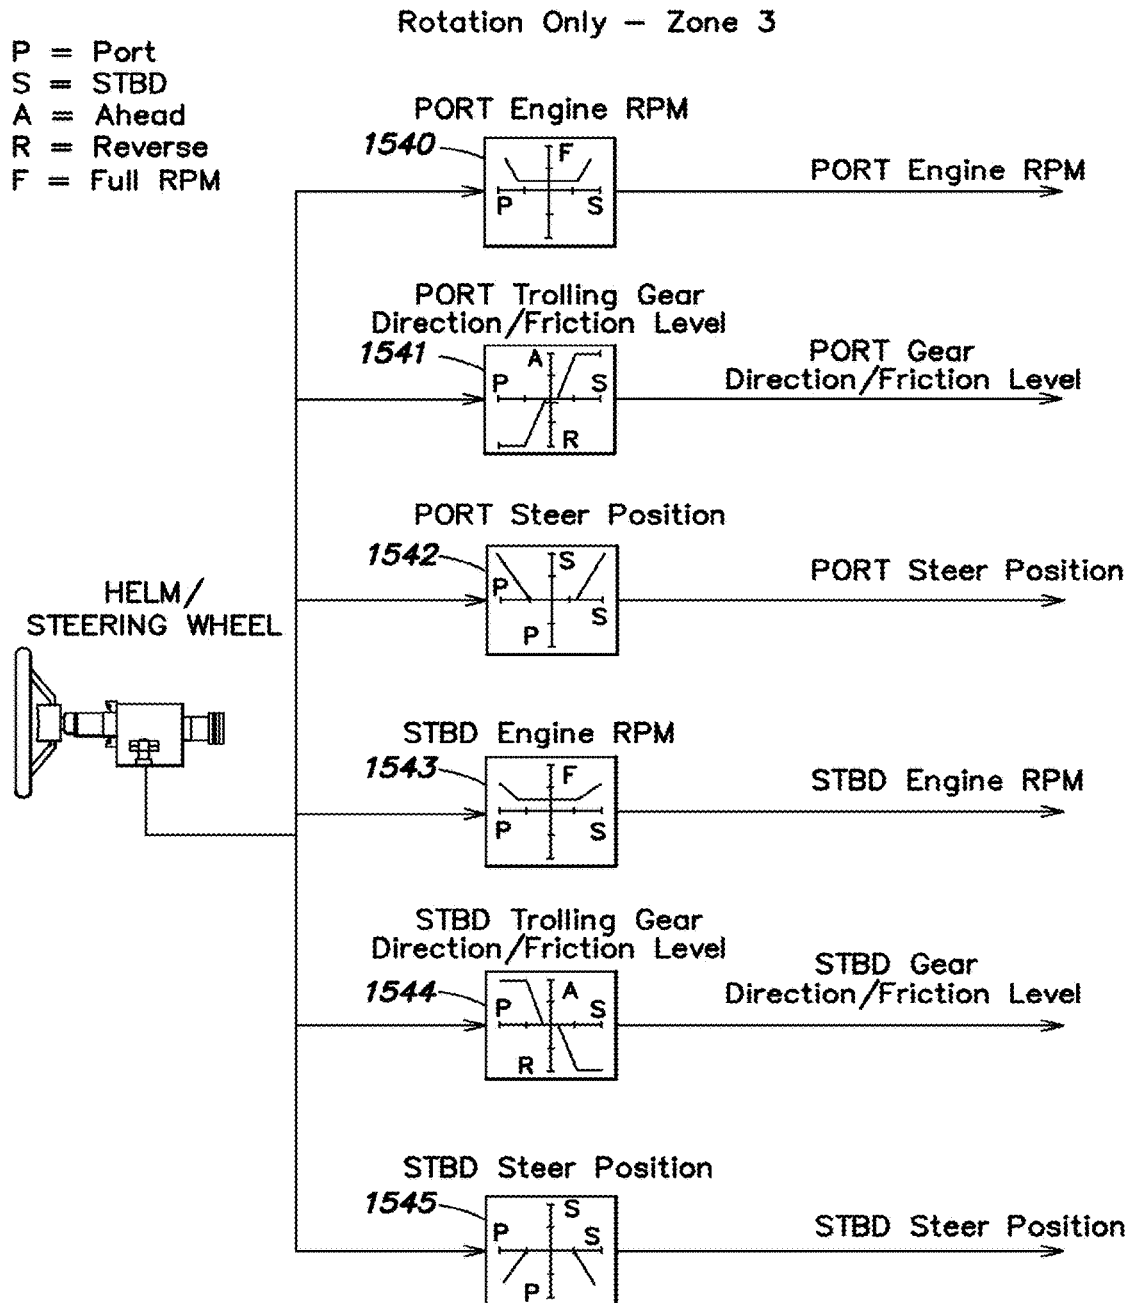 Rotation Only – Zone 3
P = Port
S = STBD
A = Ahead
R = Reverse
F = Full RPM
PORT Engine RPM
1540
F
P
S
PORT Engine RPM
PORT Trolling Gear
Direction/Friction Level
1541
A
P
S
R
PORT Gear
Direction/Friction Level
PORT Steer Position
1542
S
P
S
P
PORT Steer Position
HELM/
STEERING WHEEL
STBD Engine RPM
1543
F
P
S
STBD Engine RPM
STBD Trolling Gear
Direction/Friction Level
1544
A
P
S
R
STBD Gear
Direction/Friction Level
STBD Steer Position
1545
S
P
S
P
STBD Steer Position